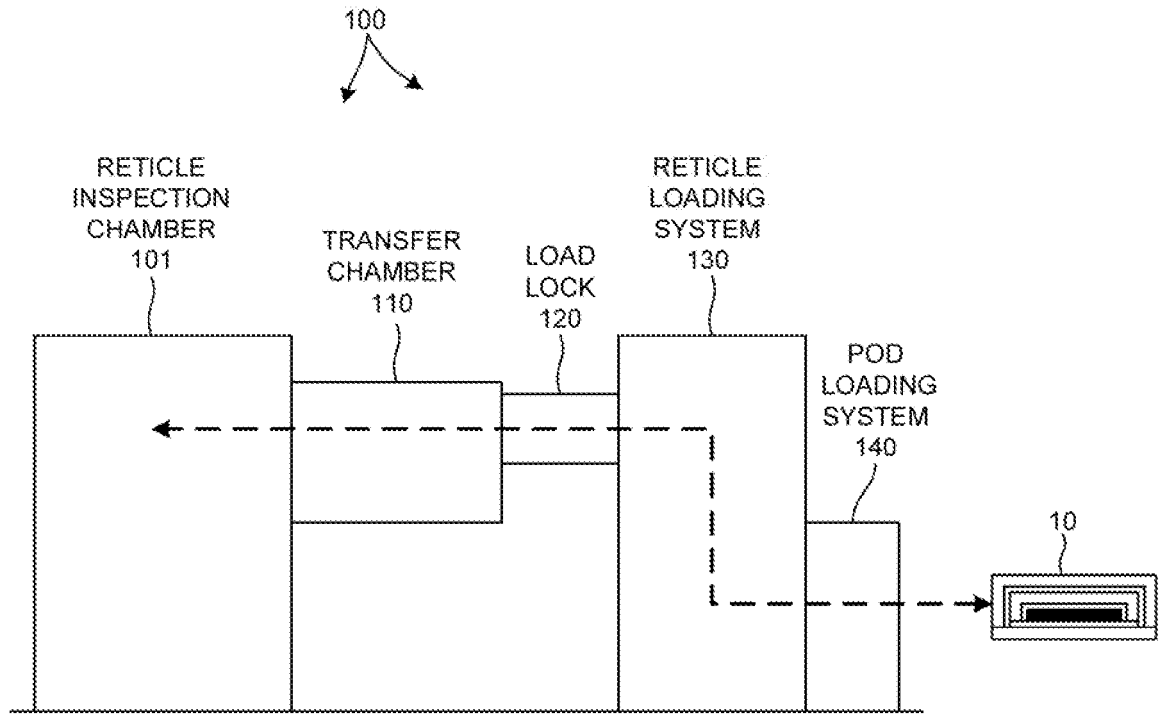 100
RETICLE
INSPECTION
CHAMBER
101
TRANSFER
CHAMBER
110
LOAD
LOCK
120
RETICLE
LOADING
SYSTEM
130
POD
LOADING
SYSTEM
140
10